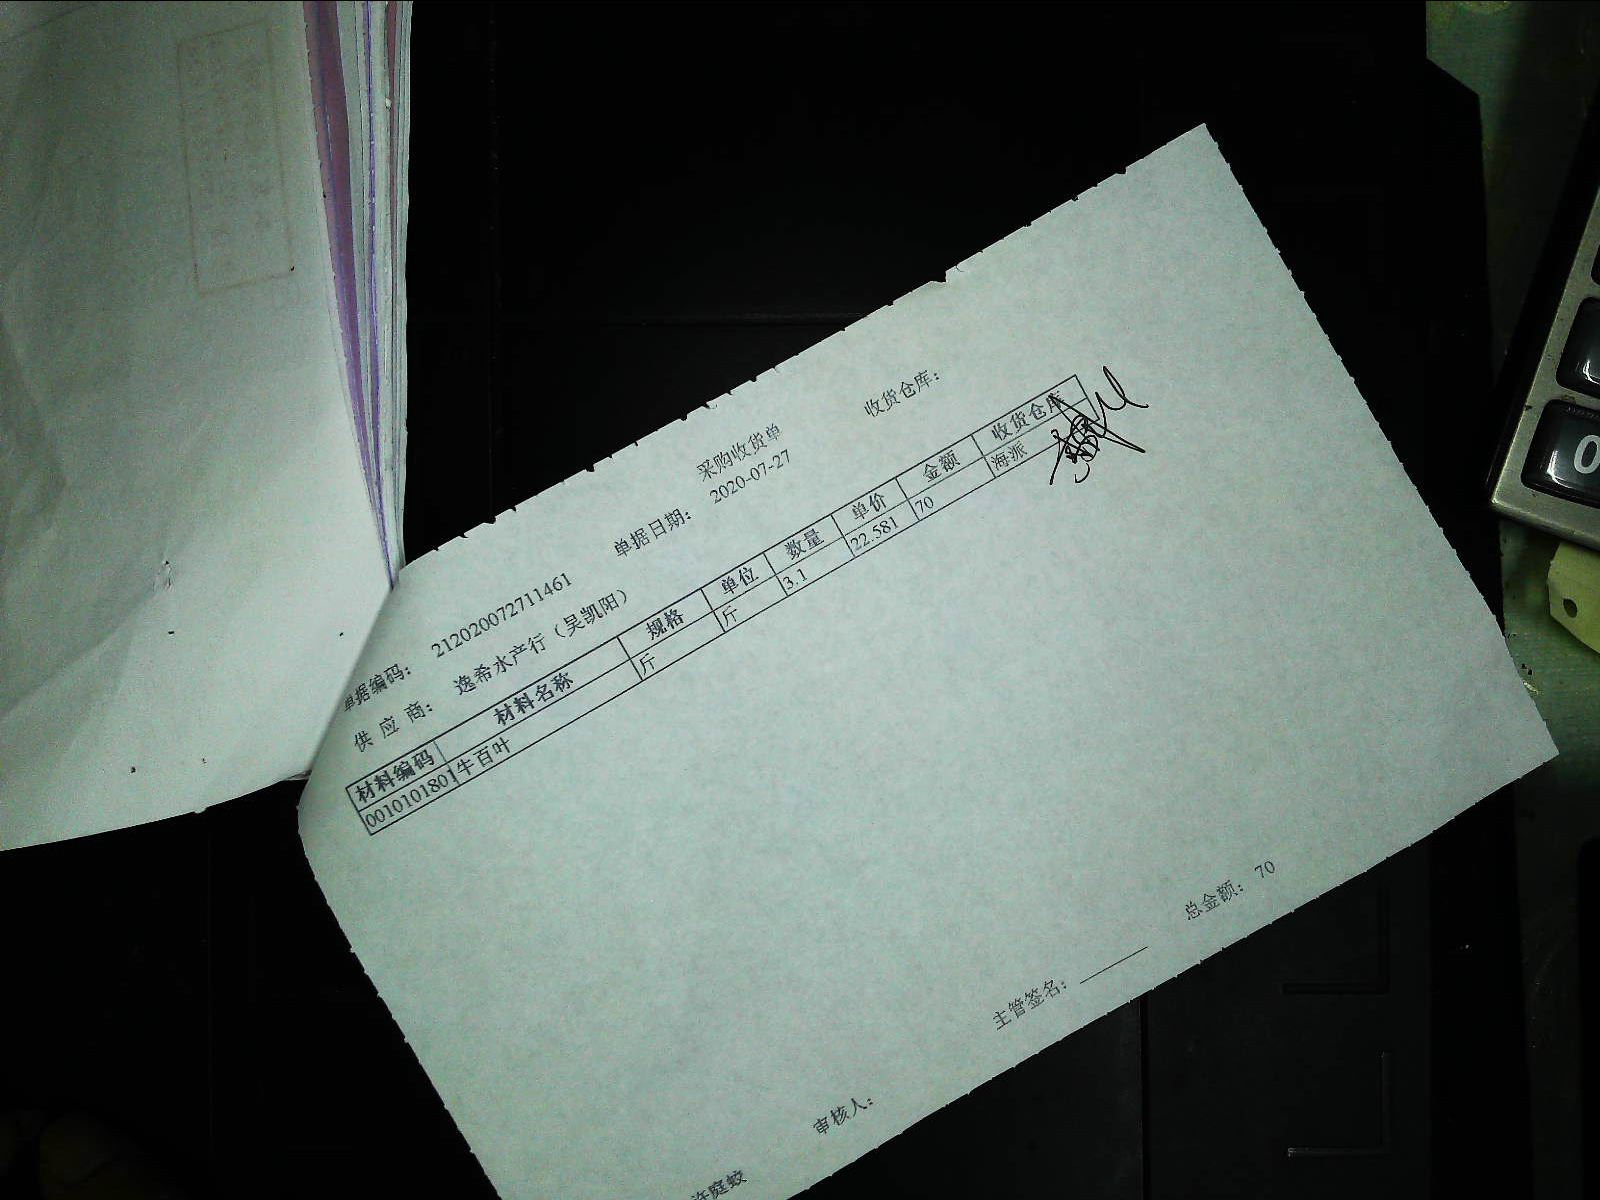 采购收货单
单据编码： 212020072711461 单据日期： 2020-07-27 收货仓库：
供 应 商： 逸希水产行（吴凯阳）
材料编码 材料名称 规格 单位 数量 单价 金额 收货仓库
0010101801 牛百叶 斤 斤 3.1 22.581 70 海派
总金额： 70
主管签名：
审核人：
许庭蛟
0